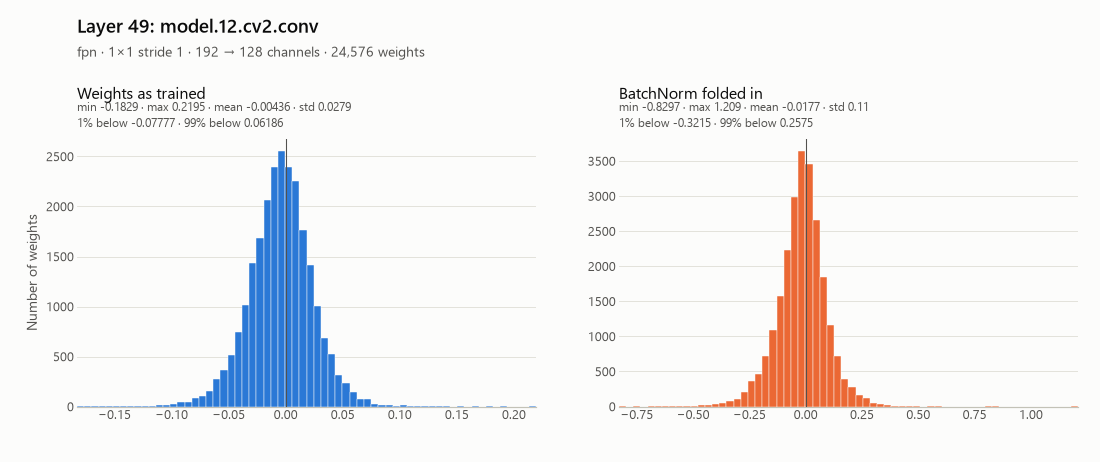 Layer 49: model.12.cv2.conv
fpn · 1×1 stride 1 · 192 → 128 channels · 24,576 weights
Weights as trained
min -0.1829 · max 0.2195 · mean -0.00436 · std 0.0279
1% below -0.07777 · 99% below 0.06186
Number of weights
2500
2000
1500
1000
500
0
−0.15 −0.10 −0.05 0.00 0.05 0.10 0.15 0.20
BatchNorm folded in
min -0.8297 · max 1.209 · mean -0.0177 · std 0.11
1% below -0.3215 · 99% below 0.2575
3500
3000
2500
2000
1500
1000
500
0
−0.75 −0.50 −0.25 0.00 0.25 0.50 0.75 1.00